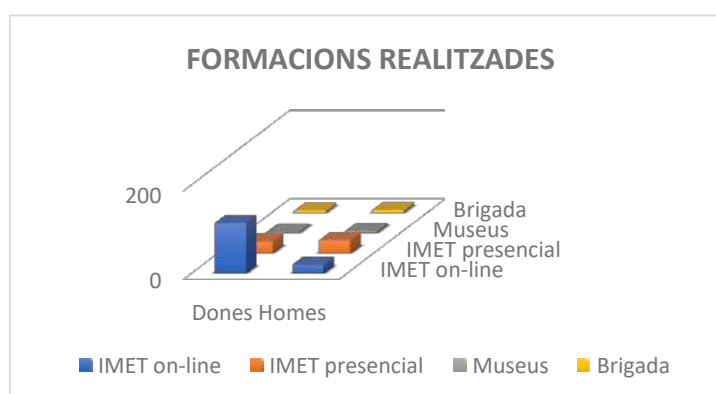 FORMACIONS REALITZADES
200
0
Brigada
Museus
IMET presencial
IMET on-line
Dones Homes
IMET on-line IMET presencial Museus Brigada